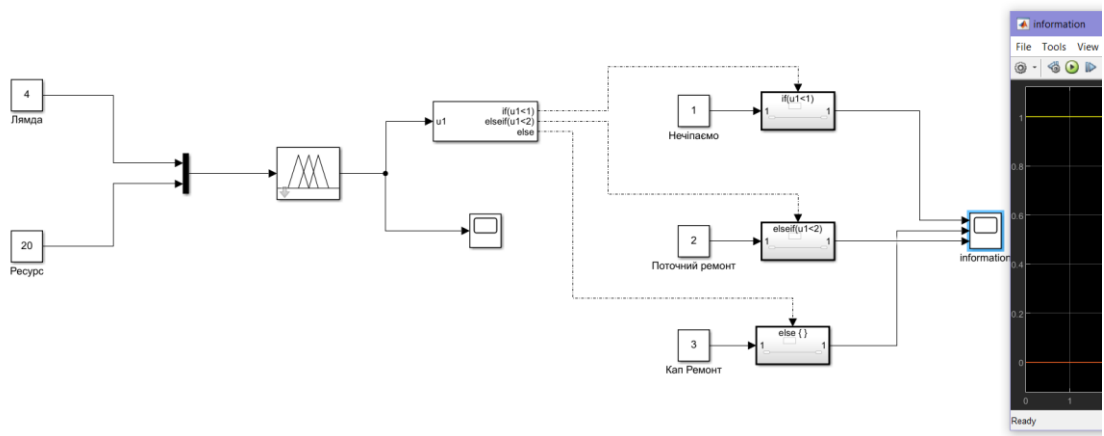 4
Лямда
20
Ресурс
u1
if(u1<1)
elseif(u1<2)
else
1
Нечіпаємо
if(u1<1)
1
1
2
Поточний ремонт
elseif(u1<2)
1
1
3
Кап Ремонт
else { }
1
1
information
information
File Tools View
1
0.8
0.6
0.4
0.2
0
0
1
Ready